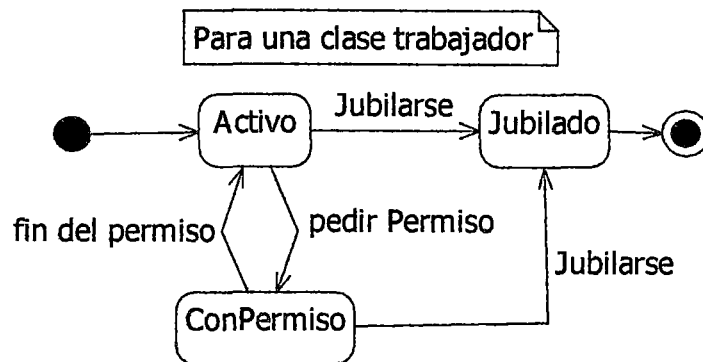 Para una clase trabajador
Activo
Jubilarse
Jubilado
fin del permiso
pedir Permiso
Jubilarse
ConPermiso